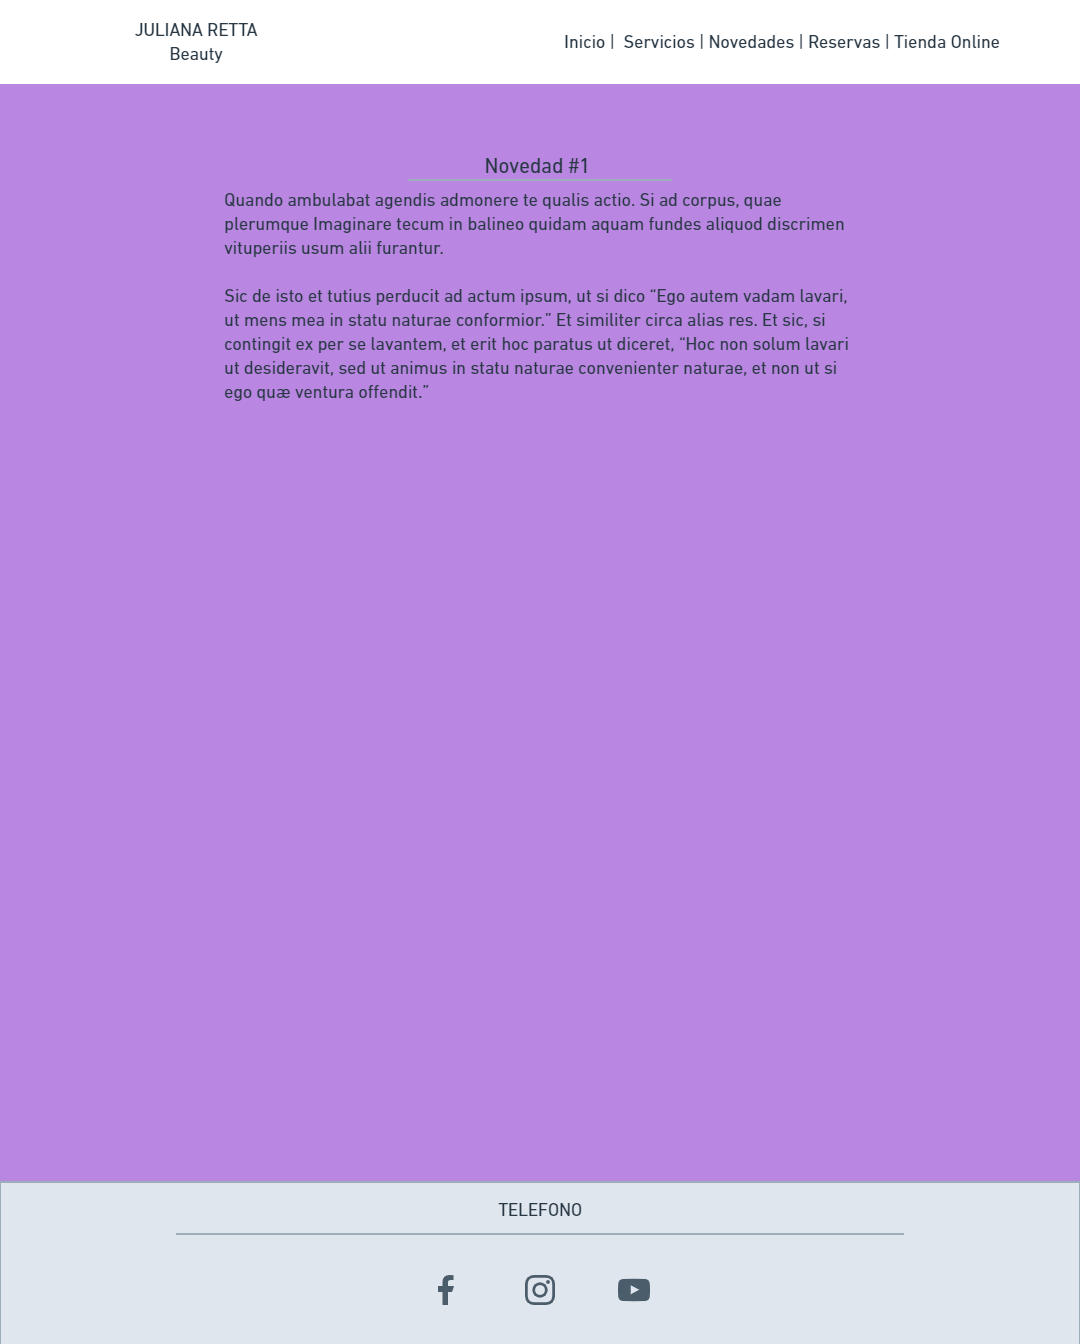 JULIANA RETTA
Beauty
Inicio |  Servicios | Novedades | Reservas | Tienda Online
Novedad #1
Quando ambulabat agendis admonere te qualis actio. Si ad corpus, quae
plerumque Imaginare tecum in balineo quidam aquam fundes aliquod discrimen
vituperiis usum alii furantur.
Sic de isto et tutius perducit ad actum ipsum, ut si dico “Ego autem vadam lavari,
ut mens mea in statu naturae conformior.” Et similiter circa alias res. Et sic, si
contingit ex per se lavantem, et erit hoc paratus ut diceret, “Hoc non solum lavari
ut desideravit, sed ut animus in statu naturae convenienter naturae, et non ut si
ego quæ ventura offendit.”
TELEFONO